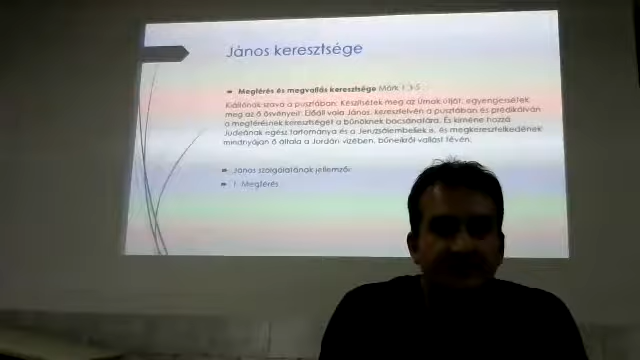 János keresztsége
Megtérés és megvallás keresztsége Márk 1:3-5
Kiáltónak szava a pusztában: Készítsétek meg az Úrnak útját, egyengessétek
meg az ő ösvényeit: Előáll vala János, keresztelvén a pusztában és prédikálván
a megtérésnek keresztségét a bűnöknek bocsánatára. És kiméne hozzá
Júdeának egész tartománya és a Jeruzsálembeliek is, és megkeresztelkedének
mindnyájan ő általa a Jordán vizében, bűneikről vallást tévén.
János szolgálatának jellemzői:
1. Megtérés